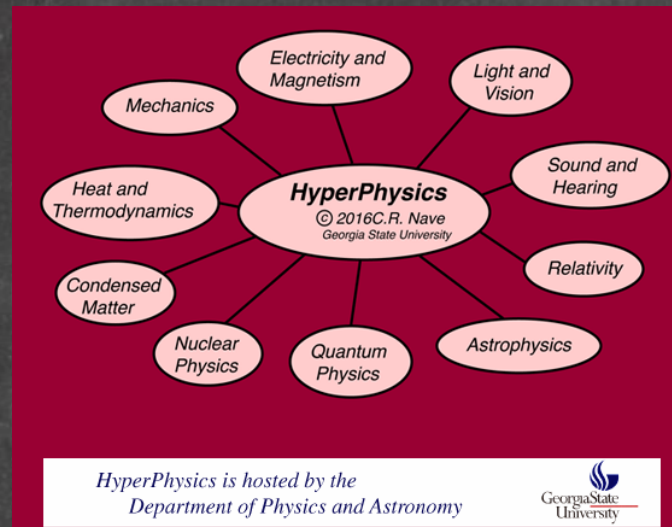 Electricity and
Magnetism
Light and
Vision
Mechanics
Sound and
Hearing
Heat and
Thermodynamics
HyperPhysics
© 2016C.R. Nave
Georgia State University
Relativity
Condensed
Matter
Nuclear
Physics
Quantum
Physics
Astrophysics
HyperPhysics is hosted by the
Department of Physics and Astronomy
GeorgiaState
University